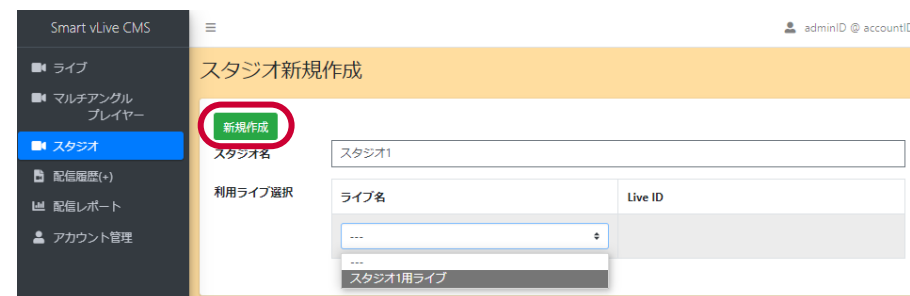 Smart vLive CMS
adminID @ accountID
ライブ
マルチアングル
プレイヤー
スタジオ
配信履歴(+)
配信レポート
アカウント管理
スタジオ新規作成
新規作成
スタジオ名
スタジオ1
利用ライブ選択
ライブ名
Live ID
---
---
スタジオ1用ライブ